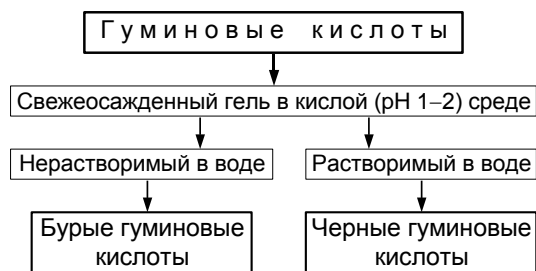 Гуминовые кислоты
Свежеосажденный гель в кислой (pH 1–2) среде
Нерастворимый в воде
Растворимый в воде
Бурые гуминовые
кислоты
Черные гуминовые
кислоты